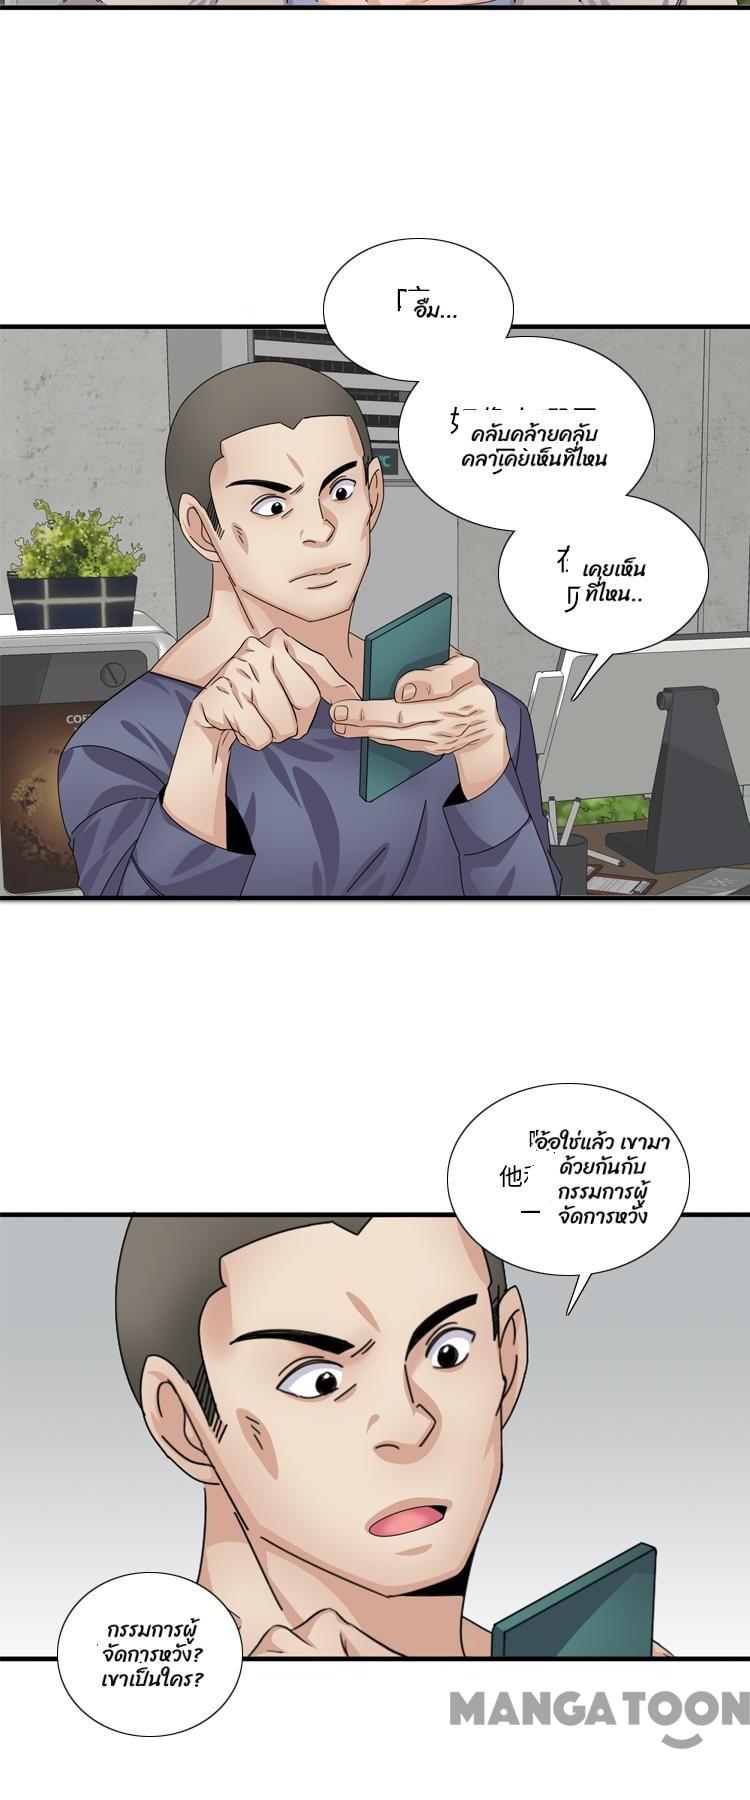 อืม...
คลับคล้ายคลับ
คลาเคยเห็นที่ไหน
เคยเห็น
ที่ไหน..
อ้อใช่แล้ว เขามา
ด้วยกันกับ
กรรมการผู้
จัดการหวัง
กรรมการผู้
จัดการหวัง?
เขาเป็นใคร?
MANGATOON